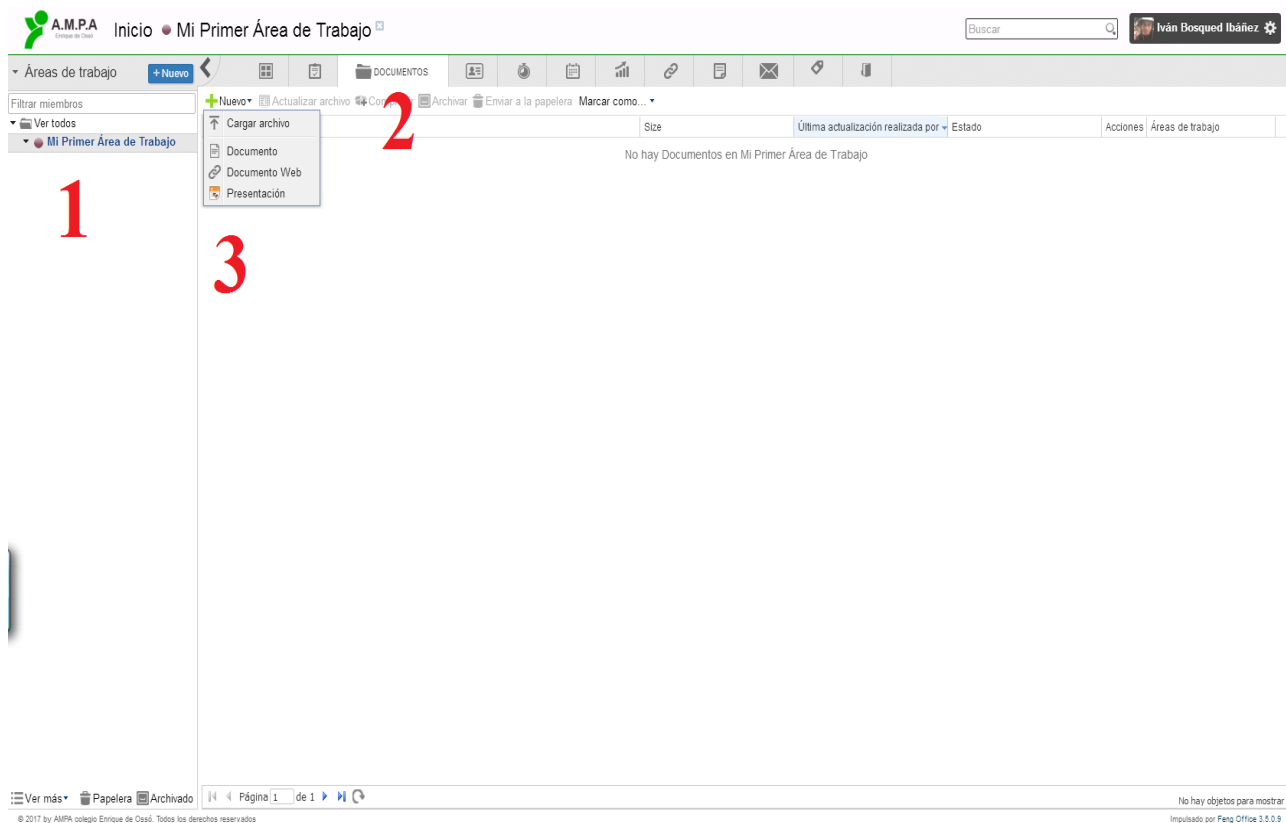 A.M.P.A
Enrique de Ossó
Inicio Mi Primer Área de Trabajo
Buscar
Iván Bosqued Ibáñez
Áreas de trabajo
+ Nuevo
DOCUMENTOS
Filtrar miembros
Nuevo Actualizar archivo Archivar Enviar a la papelera Marcar como...
2
Ver todos
Mi Primer Área de Trabajo
Cargar archivo
Documento
Documento Web
Presentación
Size Última actualización realizada por Estado Acciones Áreas de trabajo
No hay Documentos en Mi Primer Área de Trabajo
1
3
Ver más Papelera Archivado
Página 1 de 1
No hay objetos para mostrar
© 2017 by AMPA colegio Enrique de Ossó. Todos los derechos reservados
Impulsado por Feng Office 3.5.0.9